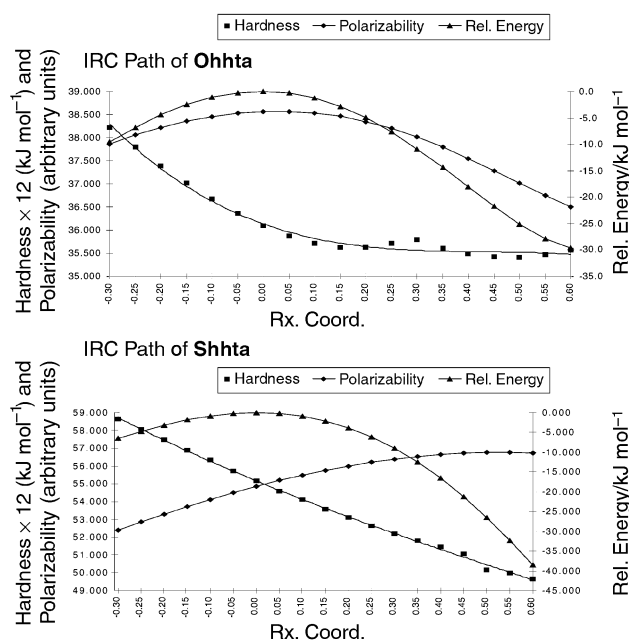 Hardness Polarizability Rel. Energy
IRC Path of Ohhta
Hardness × 12 (kJ mol⁻¹) and
Polarizability (arbitrary units)
39.000
38.500
38.000
37.500
37.000
36.500
36.000
35.500
35.000
0.0
-5.0
-10.0
-15.0
-20.0
-25.0
-30.0
-35.0
Rel. Energy/kJ mol⁻¹
-0.30 -0.25 -0.20 -0.15 -0.10 -0.05 0.00 0.05 0.10 0.15 0.20 0.25 0.30 0.35 0.40 0.45 0.50 0.55 0.60
Rx. Coord.
IRC Path of Shhta
Hardness Polarizability Rel. Energy
Hardness × 12 (kJ mol⁻¹) and
Polarizability (arbitrary units)
59.000
58.000
57.000
56.000
55.000
54.000
53.000
52.000
51.000
50.000
49.000
0.000
-5.000
-10.000
-15.000
-20.000
-25.000
-30.000
-35.000
-40.000
-45.000
Rel. Energy/kJ mol⁻¹
-0.30 -0.25 -0.20 -0.15 -0.10 -0.05 0.00 0.05 0.10 0.15 0.20 0.25 0.30 0.35 0.40 0.45 0.50 0.55 0.60
Rx. Coord.